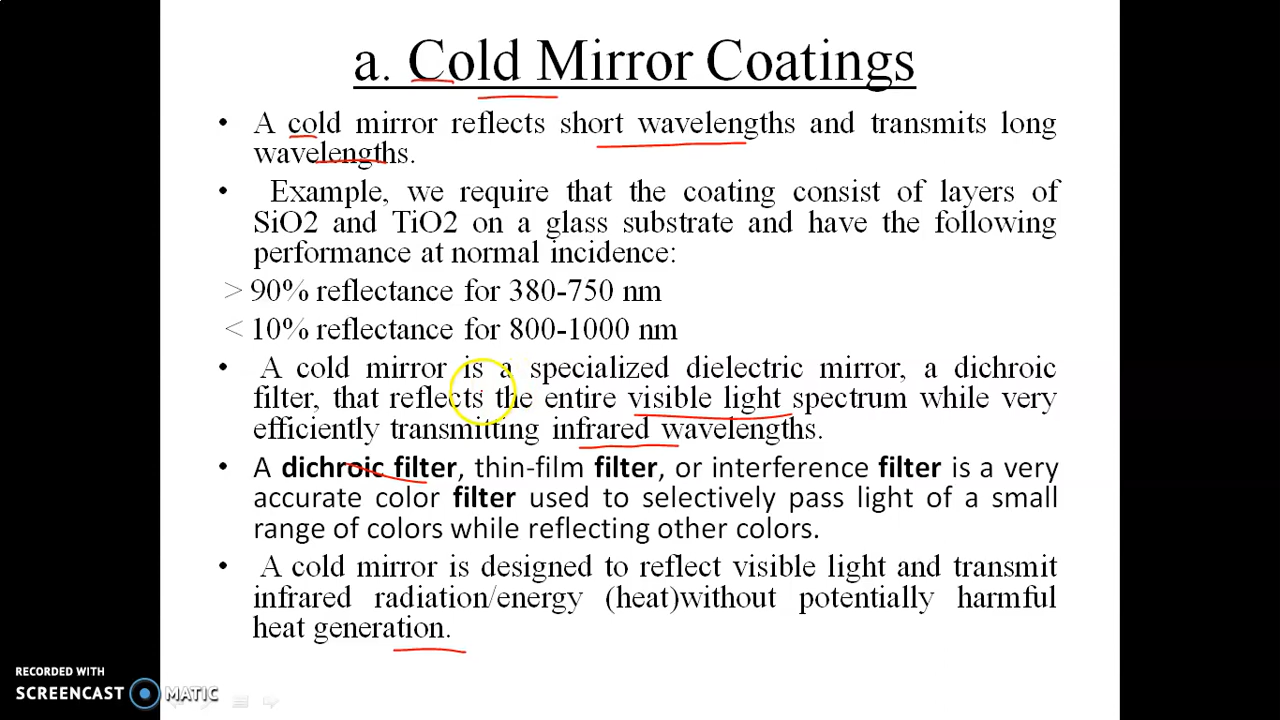 a. Cold Mirror Coatings
• A cold mirror reflects short wavelengths and transmits long
wavelengths.
• Example, we require that the coating consist of layers of
SiO2 and TiO2 on a glass substrate and have the following
performance at normal incidence:
> 90% reflectance for 380-750 nm
< 10% reflectance for 800-1000 nm
• A cold mirror is a specialized dielectric mirror, a dichroic
filter, that reflects the entire visible light spectrum while very
efficiently transmitting infrared wavelengths.
• A dichroic filter, thin-film filter, or interference filter is a very
accurate color filter used to selectively pass light of a small
range of colors while reflecting other colors.
• A cold mirror is designed to reflect visible light and transmit
infrared radiation/energy (heat)without potentially harmful
heat generation.
RECORDED WITH
SCREENCAST MATIC